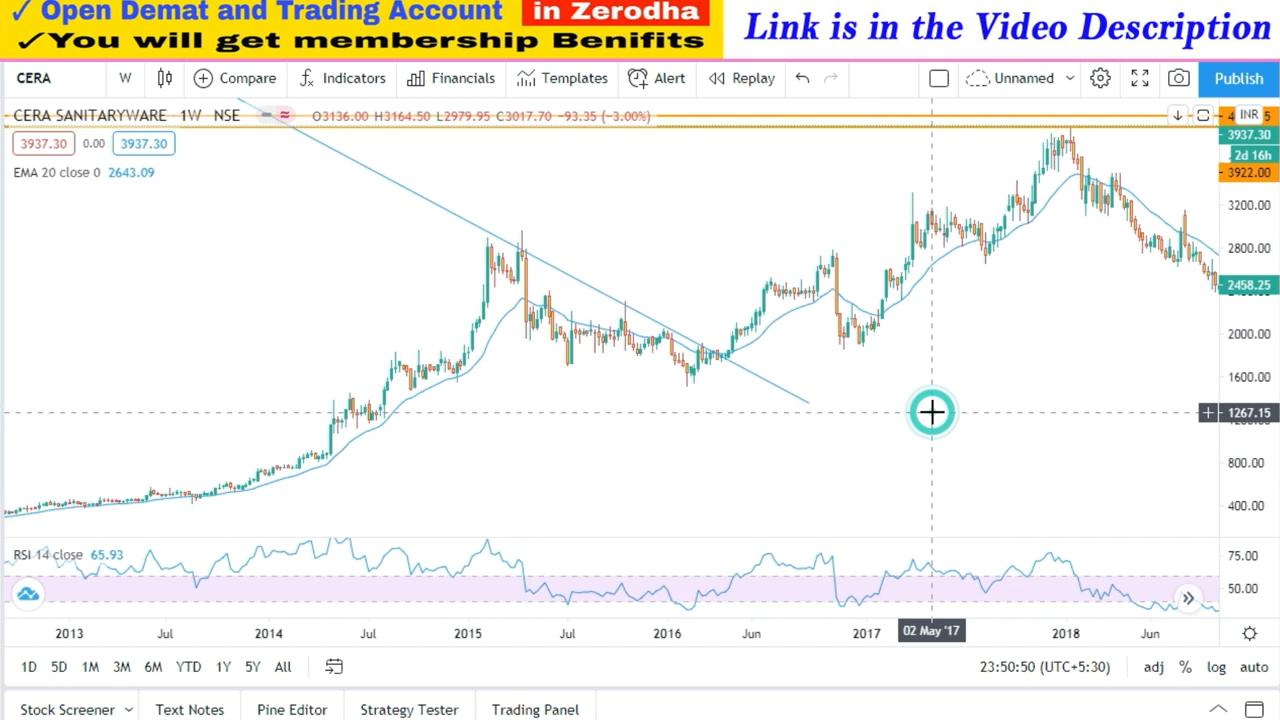 ✓ Open Demat and Trading Account in Zerodha
✓You will get membership Benifits
Link is in the Video Description
CERA W Compare Indicators Financials Templates Alert Replay Unnamed Publish
CERA SANITARYWARE 1W NSE O3136.00 H3164.50 L2979.95 C3017.70 −93.35 (−3.00%)
INR
3937.30 0.00 3937.30
EMA 20 close 0 2643.09
3937.30
2d 16h
3922.00
3200.00
2800.00
2458.25
2000.00
1600.00
1267.15
800.00
400.00
RSI 14 close 65.93
75.00
50.00
2013 Jul 2014 Jul 2015 Jul 2016 Jun 2017 02 May '17 2018 Jun
1D 5D 1M 3M 6M YTD 1Y 5Y All 23:50:50 (UTC+5:30) adj % log auto
Stock Screener Text Notes Pine Editor Strategy Tester Trading Panel